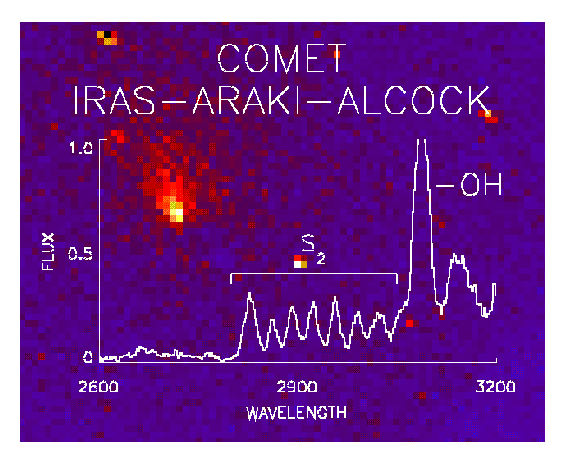 COMET
IRAS-ARAKI-ALCOCK
1.0
-OH
S2
FLUX
0.5
0
2600 2900 3200
WAVELENGTH